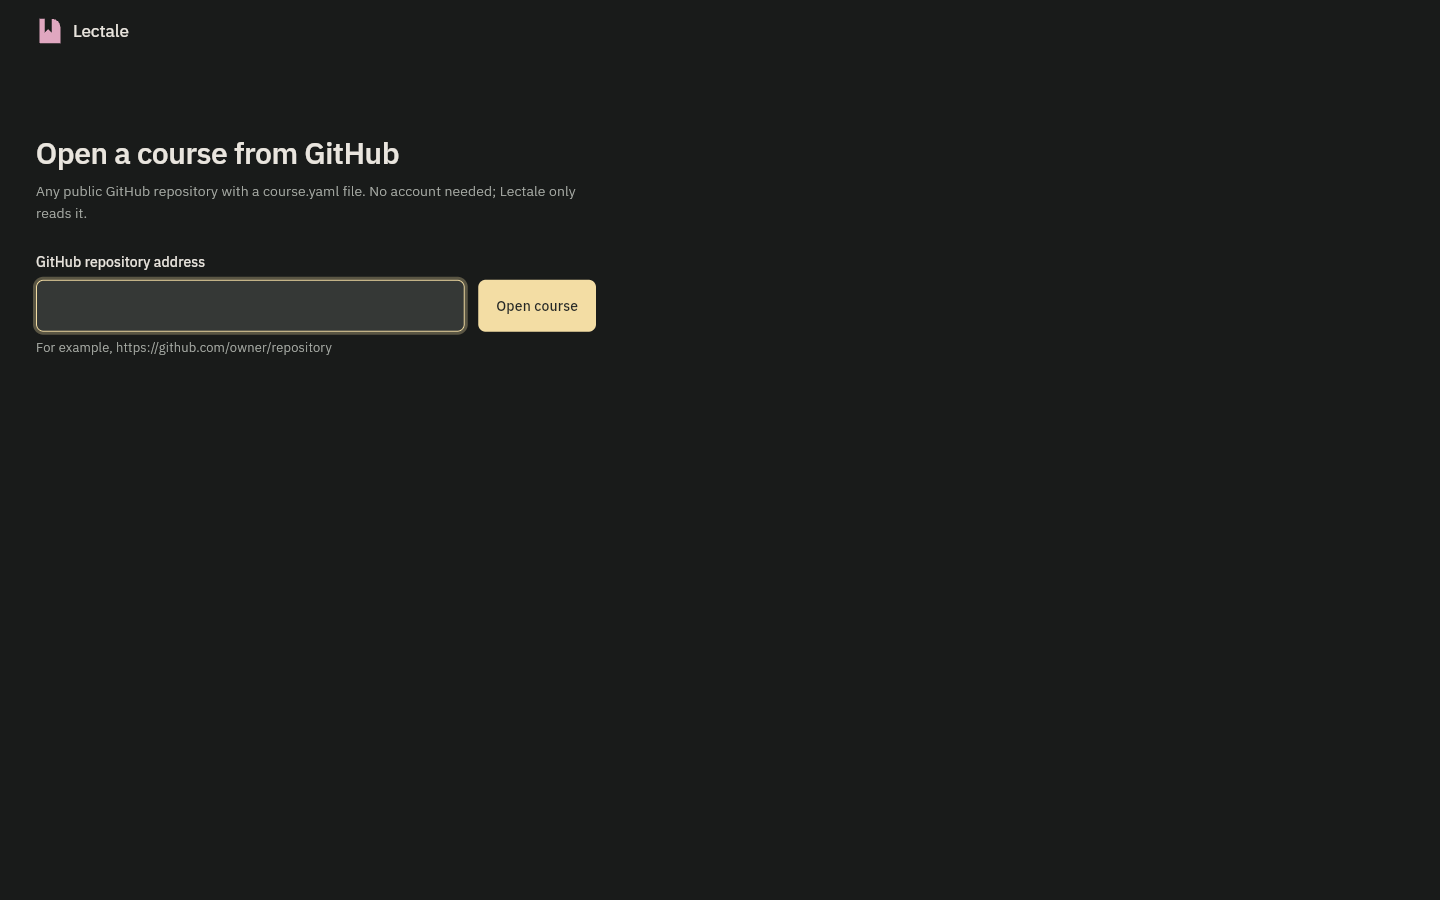 Lectale
Open a course from GitHub
Any public GitHub repository with a course.yaml file. No account needed; Lectale only
reads it.
GitHub repository address
Open course
For example, https://github.com/owner/repository